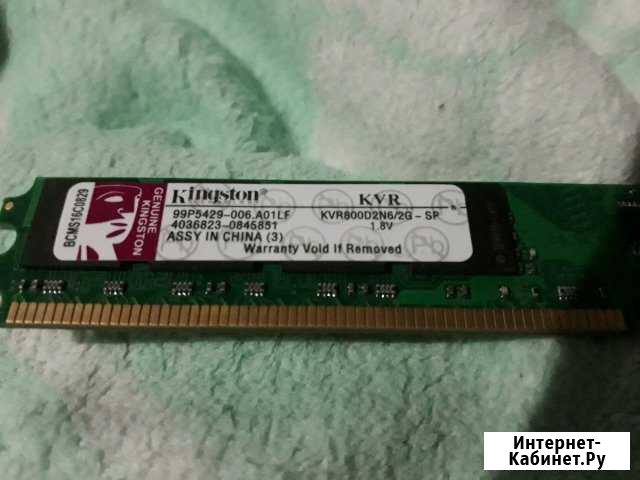 BCMS16C0829
GENUINE
KINGSTON
Kingston KVR
99P5429-006.A01LF KVR800D2N6/2G - SP
4036823-0845851 1.8V
ASSY IN CHINA (3)
Warranty Void If Removed
Интернет-
Кабинет.Ру